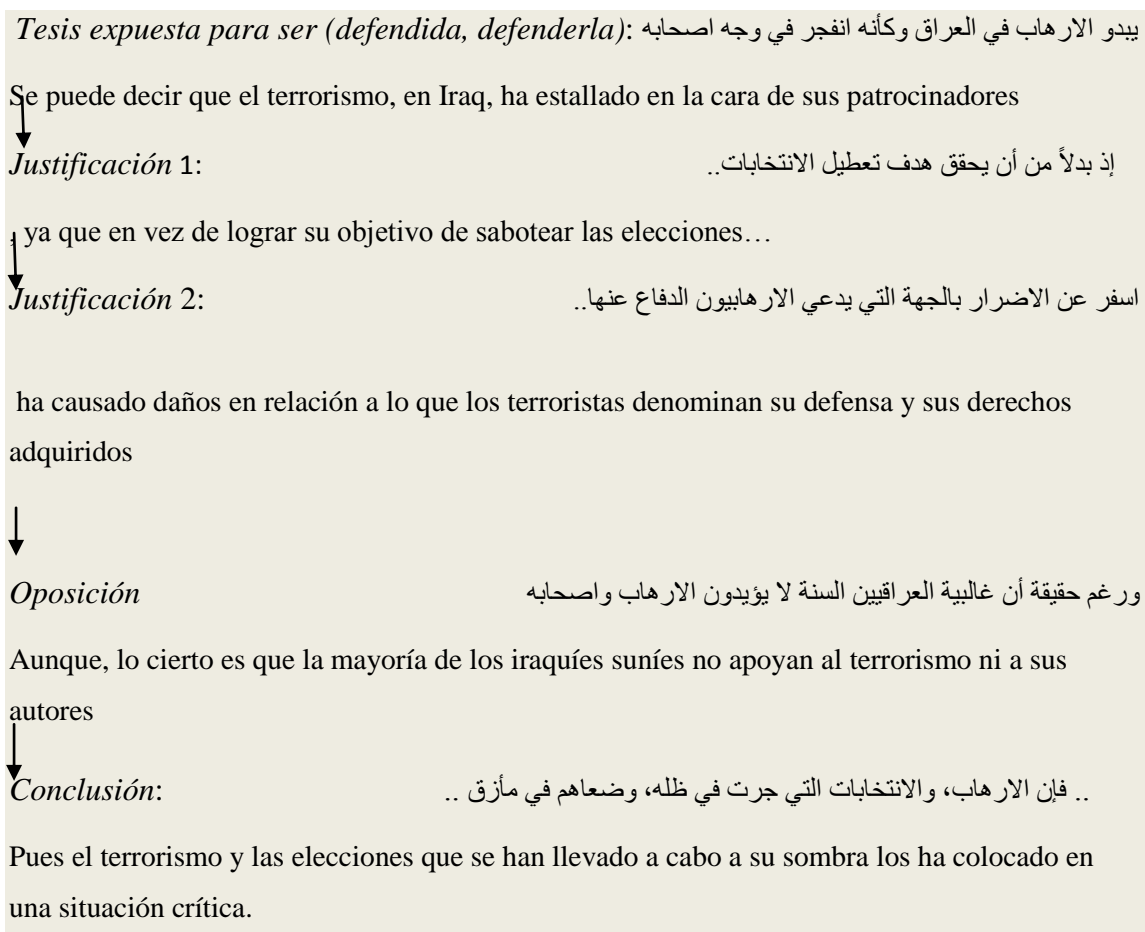 Tesis expuesta para ser (defendida, defenderla): يبدو الارهاب في العراق وكأنه انفجر في وجه اصحابه
Se puede decir que el terrorismo, en Iraq, ha estallado en la cara de sus patrocinadores
Justificación 1: إذ بدلاً من أن يحقق هدف تعطيل الانتخابات..
, ya que en vez de lograr su objetivo de sabotear las elecciones…
Justificación 2: اسفر عن الاضرار بالجهة التي يدعي الارهابيون الدفاع عنها..
ha causado daños en relación a lo que los terroristas denominan su defensa y sus derechos
adquiridos
Oposición ورغم حقيقة أن غالبية العراقيين السنة لا يؤيدون الارهاب واصحابه
Aunque, lo cierto es que la mayoría de los iraquíes suníes no apoyan al terrorismo ni a sus
autores
Conclusión: .. فإن الارهاب، والانتخابات التي جرت في ظله، وضعاهم في مأزق ..
Pues el terrorismo y las elecciones que se han llevado a cabo a su sombra los ha colocado en
una situación crítica.